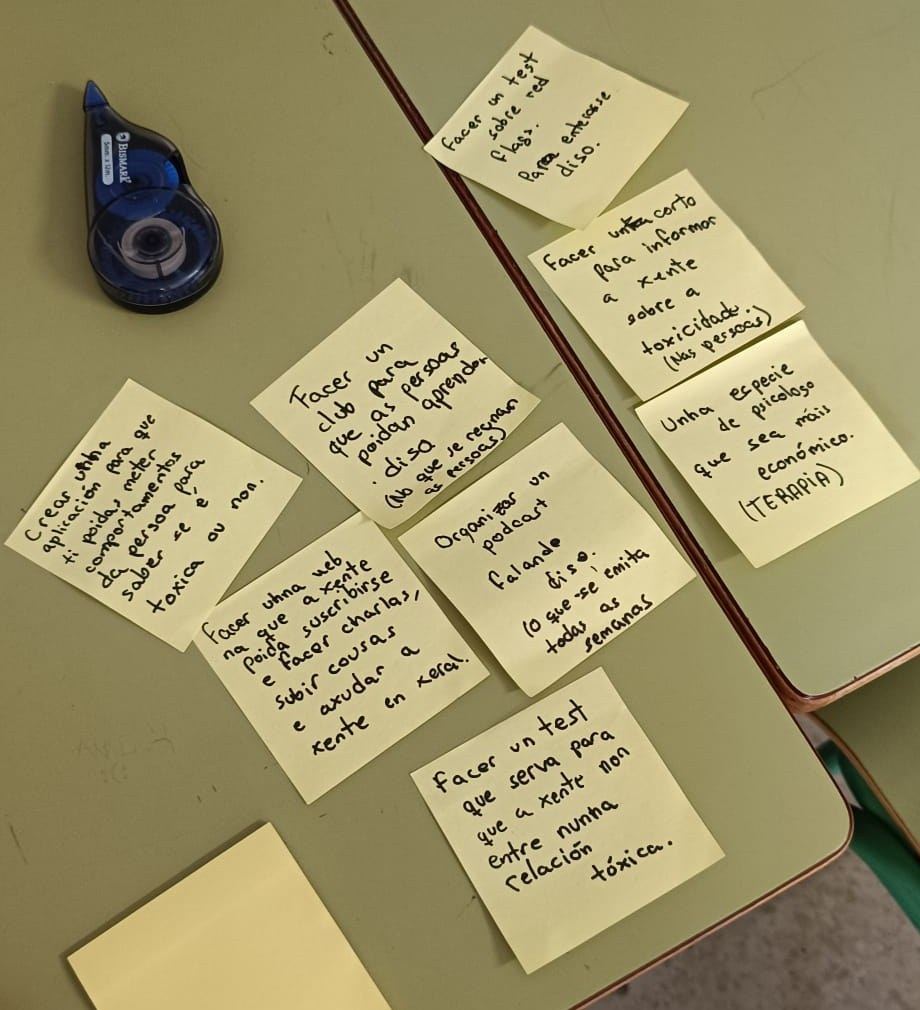 Facer un test
sobre red
flags.
Para enterarse
diso.
Facer un corto
para informar
a xente
sobre a
toxicidade.
(Nas persoas)
Unha especie
de psicologo
que sea máis
económico.
(TERAPIA)
Facer un
club para
que as persoas
poidan aprender
diso
(No que se reunan
as persoas)
Organizar un
podcast
falando
diso.
(O que se emita
todas as
semanas
Crear unha
aplicación para que
ti poidas meter
comportamentos
da persoa para
saber se é
toxica ou non.
Facer unha web
na que a xente
poida suscribirse
e facer charlas,
subir cousas
e axudar a
xente en xeral.
Facer un test
que serva para
que a xente non
entre nunha
relación
tóxica.
BISMARK
5mm x 12m